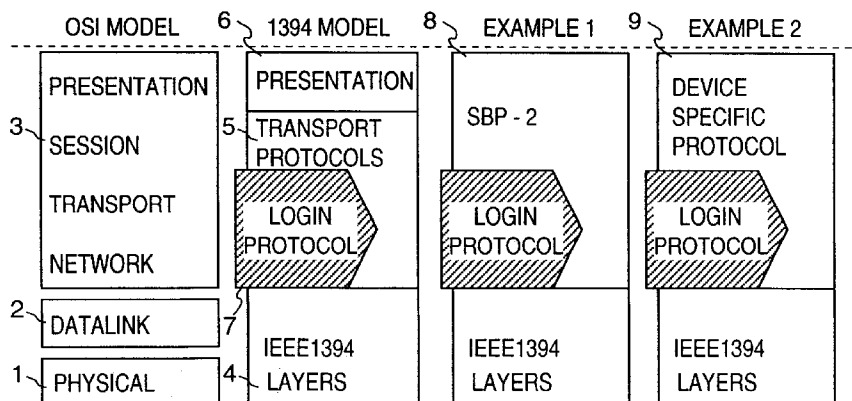 OSI MODEL
6
1394 MODEL
8
EXAMPLE 1
9
EXAMPLE 2
PRESENTATION
3
SESSION
TRANSPORT
NETWORK
2
DATALINK
1
PHYSICAL
PRESENTATION
5
TRANSPORT
PROTOCOLS
LOGIN
PROTOCOL
7
IEEE1394
4
LAYERS
SBP - 2
LOGIN
PROTOCOL
IEEE1394
LAYERS
DEVICE
SPECIFIC
PROTOCOL
LOGIN
PROTOCOL
IEEE1394
LAYERS